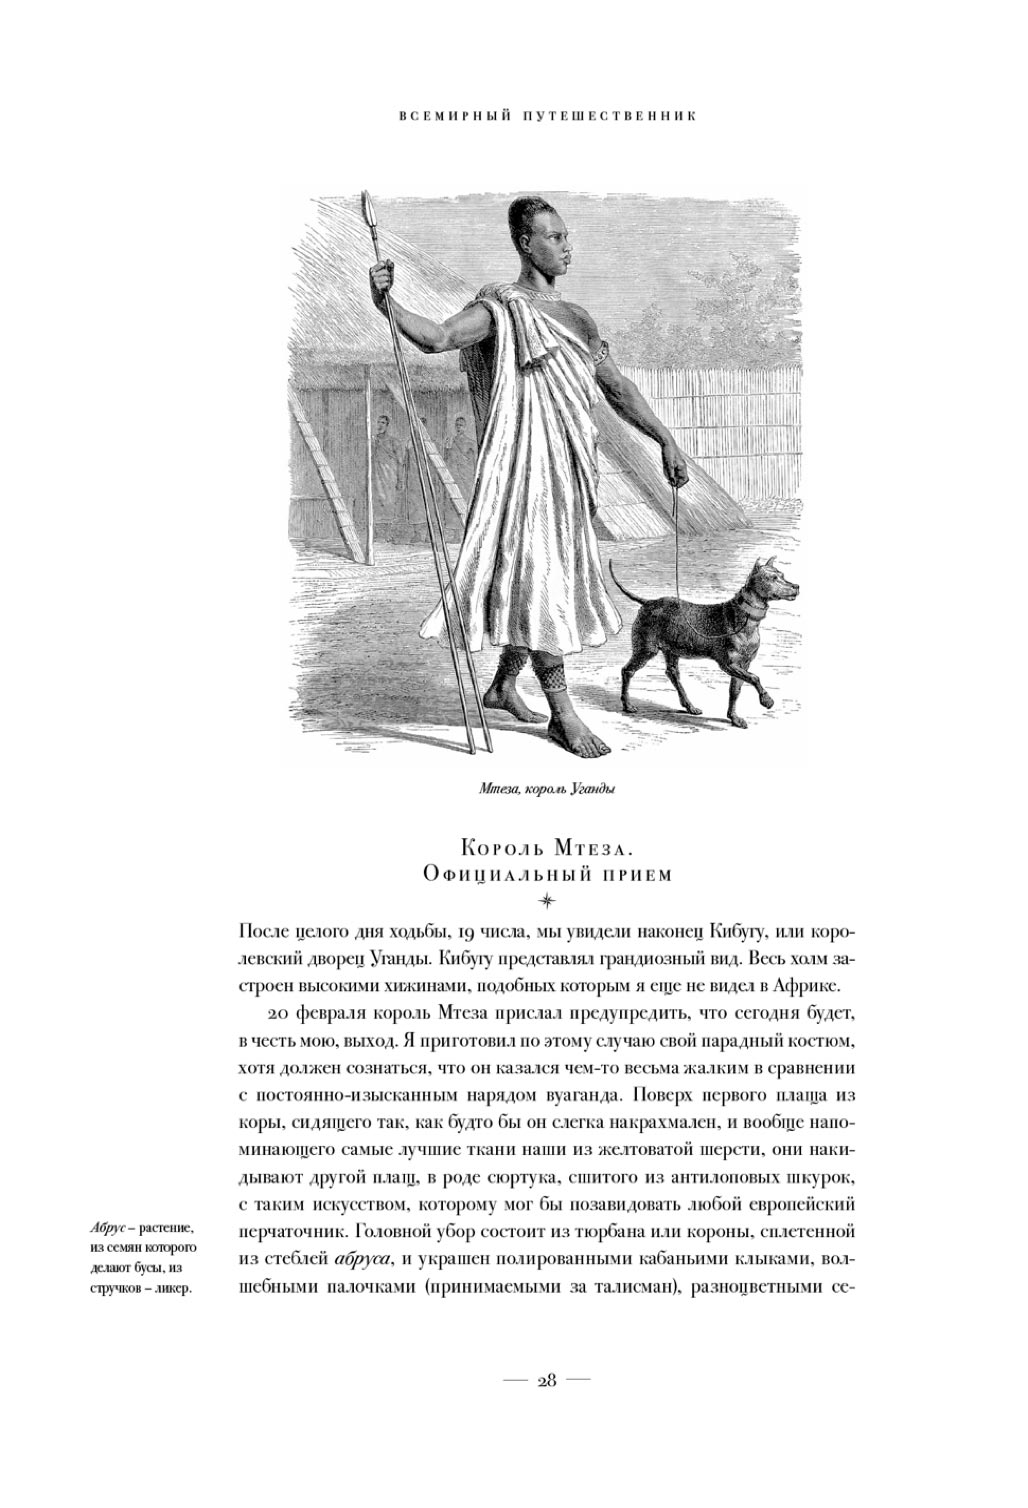 ВСЕМИРНЫЙ ПУТЕШЕСТВЕННИК
Мтеза, король Уганды
Король Мтеза.
Официальный прием
После целого дня ходьбы, 19 числа, мы увидели наконец Кибугу, или коро-
левский дворец Уганды. Кибугу представлял грандиозный вид. Весь холм за-
строен высокими хижинами, подобных которым я еще не видел в Африке.
20 февраля король Мтеза прислал предупредить, что сегодня будет,
в честь мою, выход. Я приготовил по этому случаю свой парадный костюм,
хотя должен сознаться, что он казался чем-то весьма жалким в сравнении
с постоянно-изысканным нарядом вуаганда. Поверх первого плаща из
коры, сидящего так, как будто бы он слегка накрахмален, и вообще напо-
минающего самые лучшие ткани наши из желтоватой шерсти, они наки-
дывают другой плащ, в роде сюртука, сшитого из антилоповых шкурок,
с таким искусством, которому мог бы позавидовать любой европейский
перчаточник. Головной убор состоит из тюрбана или короны, сплетенной
из стеблей абруса, и украшен полированными кабаньими клыками, вол-
шебными палочками (принимаемыми за талисман), разноцветными се-
Абрус – растение,
из семян которого
делают бусы, из
стручков – ликер.
— 28 —